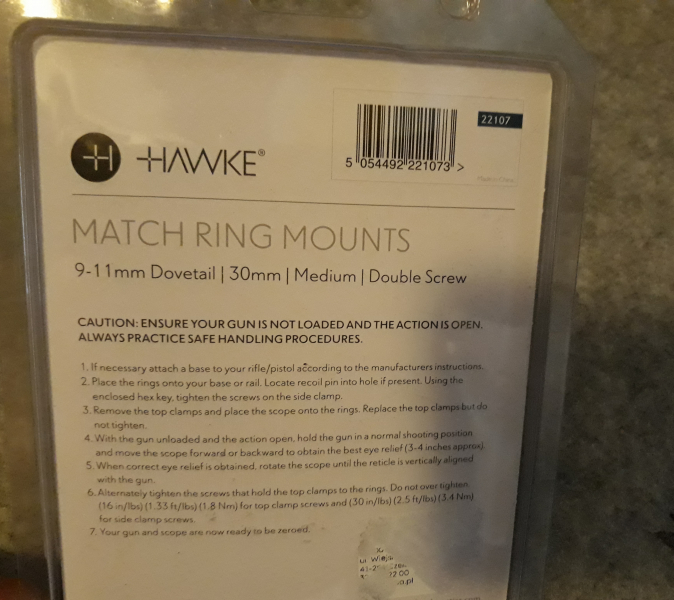 22107
5 054492 221073 >
HAWKE®
MATCH RING MOUNTS
9-11mm Dovetail | 30mm | Medium | Double Screw
CAUTION: ENSURE YOUR GUN IS NOT LOADED AND THE ACTION IS OPEN.
ALWAYS PRACTICE SAFE HANDLING PROCEDURES.
1. If necessary attach a base to your rifle/pistol according to the manufacturers instructions.
2. Place the rings onto your base or rail. Locate recoil pin into hole if present. Using the
enclosed hex key, tighten the screws on the side clamp.
3. Remove the top clamps and place the scope onto the rings. Replace the top clamps but do
not tighten.
4. With the gun unloaded and the action open, hold the gun in a normal shooting position
and move the scope forward or backward to obtain the best eye relief (3-4 inches approx).
5. When correct eye relief is obtained, rotate the scope until the reticle is vertically aligned
with the gun.
6. Alternately tighten the screws that hold the top clamps to the rings. Do not over tighten
(16 in/lbs) (1.33 ft/lbs) (1.8 Nm) for top clamp screws and (30 in/lbs) (2.5 ft/lbs) (3.4 Nm)
for side clamp screws.
7. Your gun and scope are now ready to be zeroed.